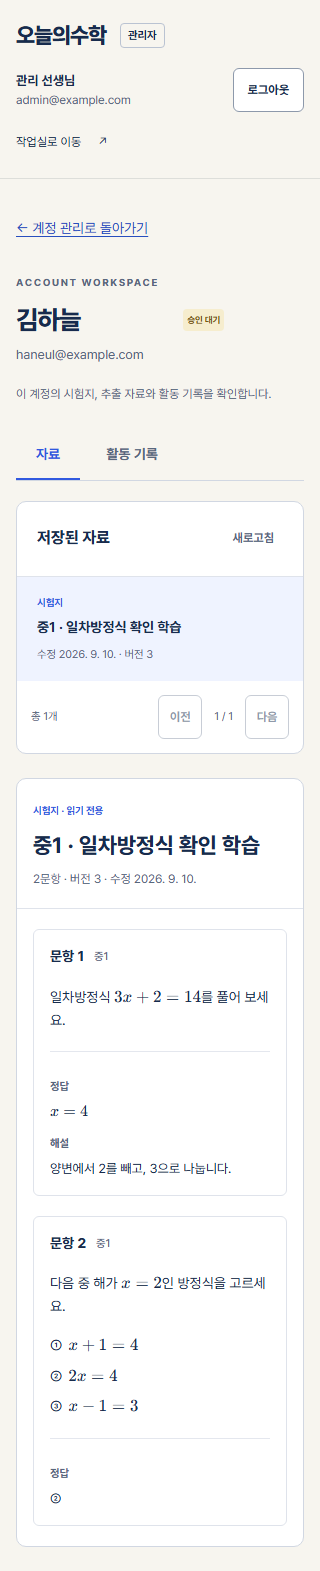 오늘의수학 관리자
관리 선생님
admin@example.com
로그아웃
작업실로 이동 ↗
← 계정 관리로 돌아가기
ACCOUNT WORKSPACE
김하늘 승인 대기
haneul@example.com
이 계정의 시험지, 추출 자료와 활동 기록을 확인합니다.
자료 활동 기록
저장된 자료 새로고침
시험지
중1 · 일차방정식 확인 학습
수정 2026. 9. 10. · 버전 3
총 1개 이전 1 / 1 다음
시험지 · 읽기 전용
중1 · 일차방정식 확인 학습
2문항 · 버전 3 · 수정 2026. 9. 10.
문항 1 중1
일차방정식 3x + 2 = 14를 풀어 보세
요.
정답
x = 4
해설
양변에서 2를 빼고, 3으로 나눕니다.
문항 2 중1
다음 중 해가 x = 2인 방정식을 고르세
요.
① x + 1 = 4
② 2x = 4
③ x − 1 = 3
정답
②